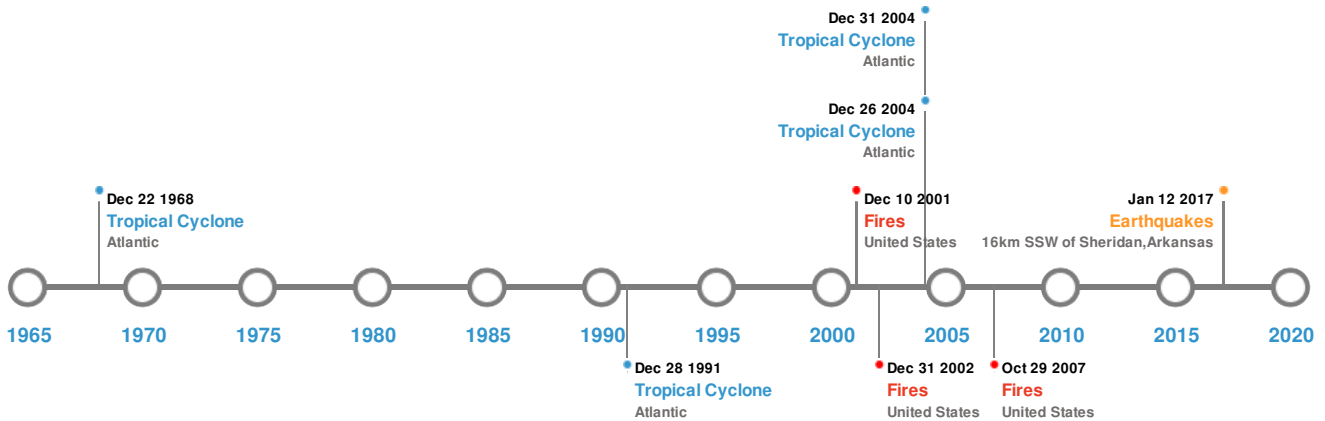 Dec 31 2004
Tropical Cyclone
Atlantic
Dec 26 2004
Tropical Cyclone
Atlantic
Dec 22 1968
Tropical Cyclone
Atlantic
Dec 10 2001
Fires
United States
Jan 12 2017
Earthquakes
16km SSW of Sheridan,Arkansas
1965 1970 1975 1980 1985 1990 1995 2000 2005 2010 2015 2020
Dec 28 1991
Tropical Cyclone
Atlantic
Dec 31 2002
Fires
United States
Oct 29 2007
Fires
United States